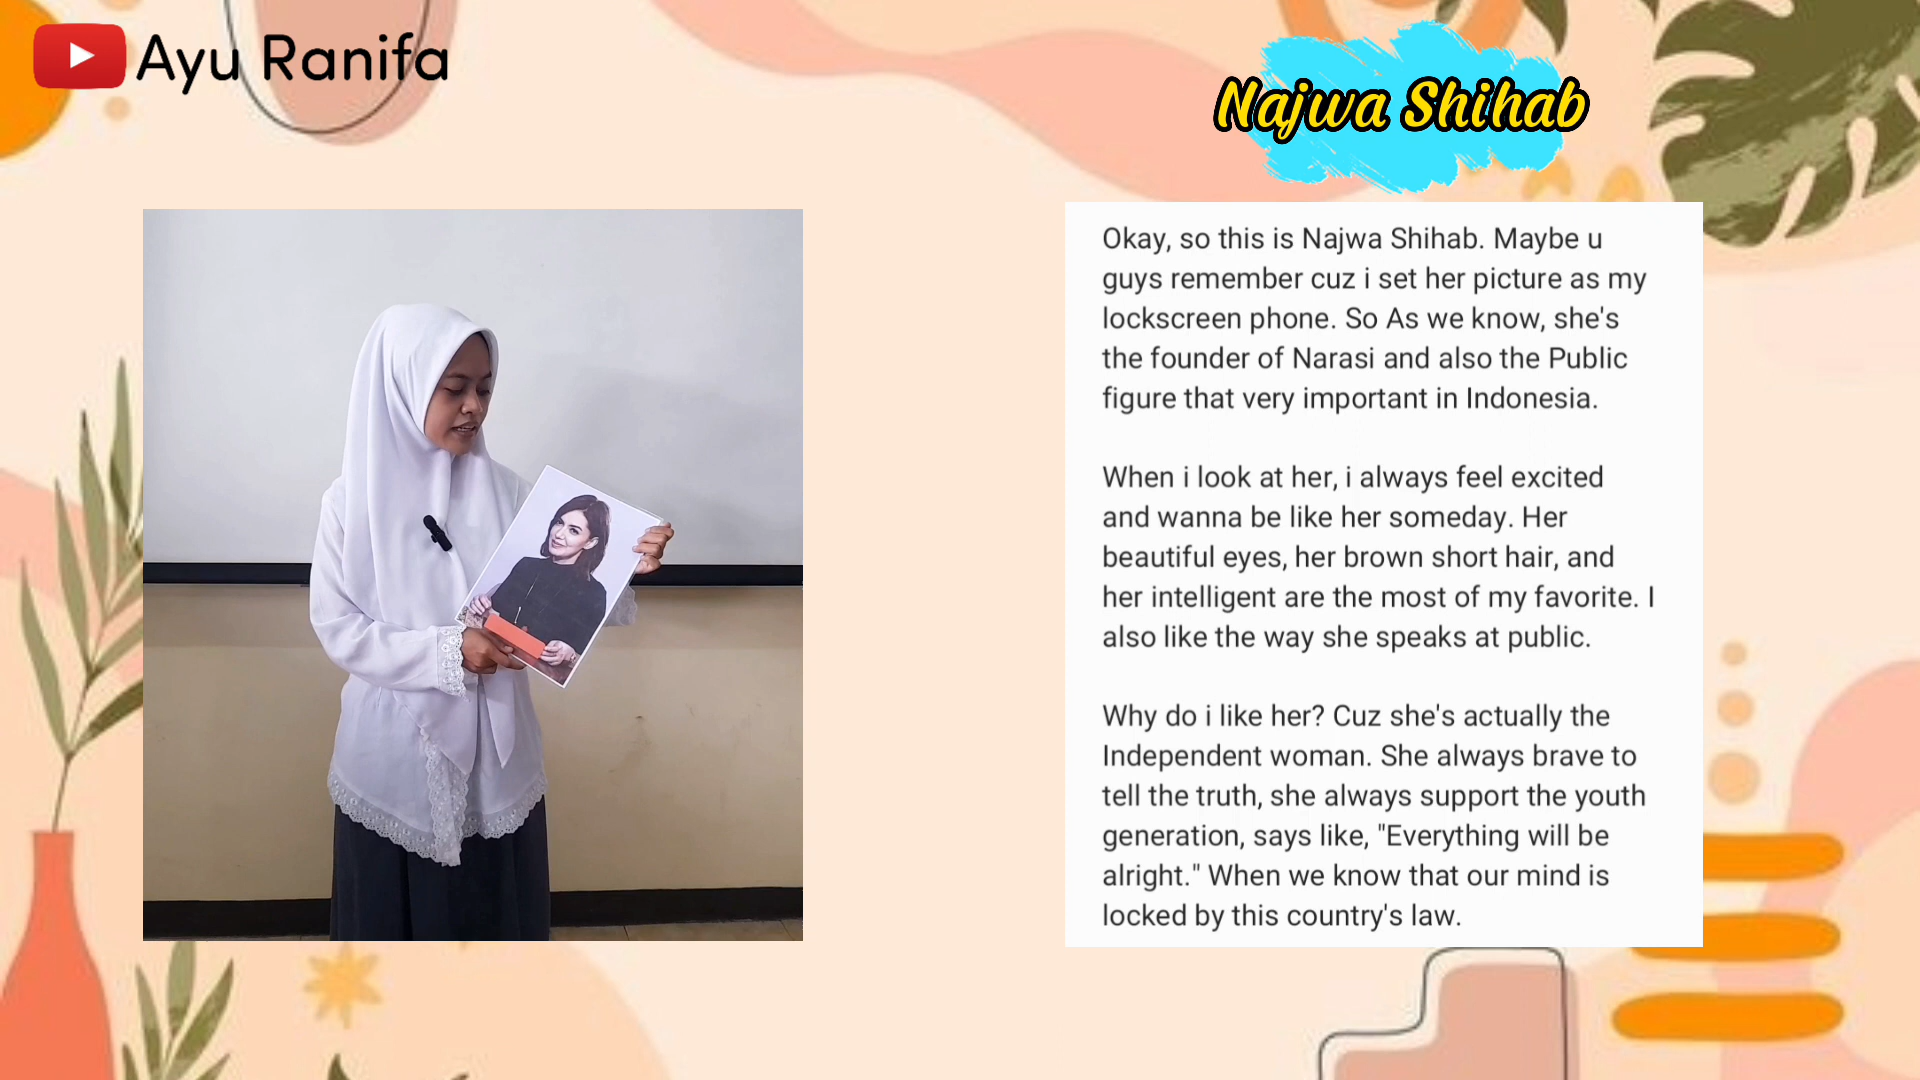 Ayu Ranifa
Najwa Shihab
Okay, so this is Najwa Shihab. Maybe u
guys remember cuz i set her picture as my
lockscreen phone. So As we know, she's
the founder of Narasi and also the Public
figure that very important in Indonesia.
When i look at her, i always feel excited
and wanna be like her someday. Her
beautiful eyes, her brown short hair, and
her intelligent are the most of my favorite. I
also like the way she speaks at public.
Why do i like her? Cuz she's actually the
Independent woman. She always brave to
tell the truth, she always support the youth
generation, says like, "Everything will be
alright." When we know that our mind is
locked by this country's law.